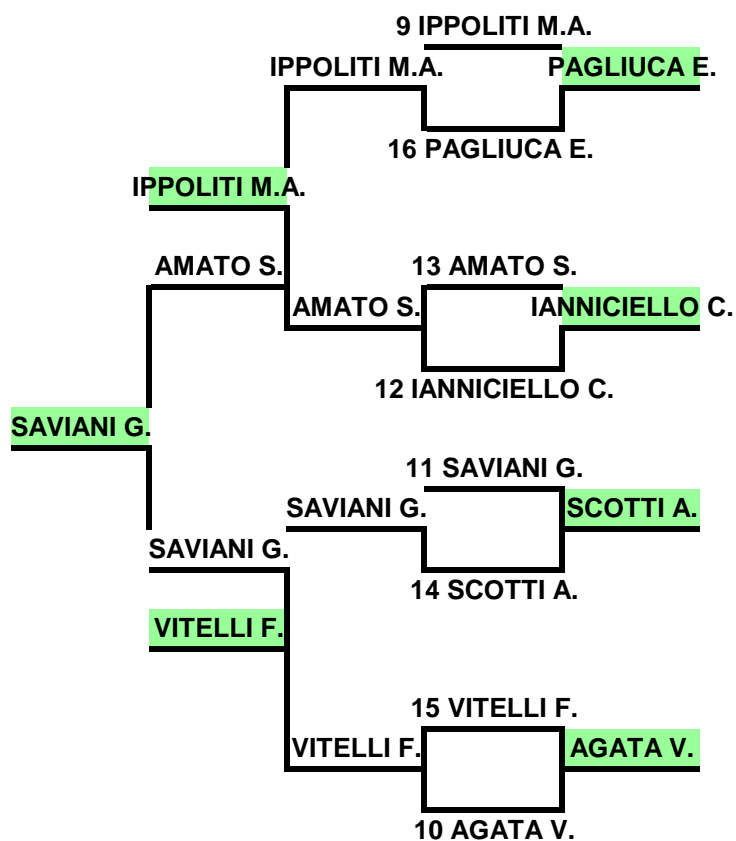 9 IPPOLITI M.A.
IPPOLITI M.A.
PAGLIUCA E.
16 PAGLIUCA E.
IPPOLITI M.A.
AMATO S.
13 AMATO S.
AMATO S.
IANNICIELLO C.
12 IANNICIELLO C.
SAVIANI G.
11 SAVIANI G.
SAVIANI G.
SCOTTI A.
SAVIANI G.
14 SCOTTI A.
VITELLI F.
15 VITELLI F.
VITELLI F.
AGATA V.
10 AGATA V.